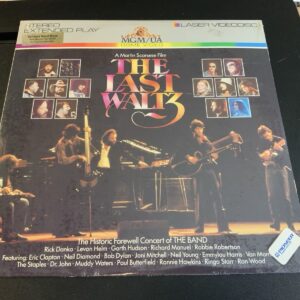 STEREO
EXTENDED PLAY
MGM/UA
HOME VIDEO
LASER VIDEODISC
A Martin Scorsese Film
THE
LAST
WALTZ
The Historic Farewell Concert of THE BAND
Rick Danko • Levon Helm • Garth Hudson • Richard Manuel • Robbie Robertson
Featuring: Eric Clapton • Neil Diamond • Bob Dylan • Joni Mitchell • Neil Young • Emmylou Harris • Van Morrison
The Staples • Dr. John • Muddy Waters • Paul Butterfield • Ronnie Hawkins • Ringo Starr • Ron Wood